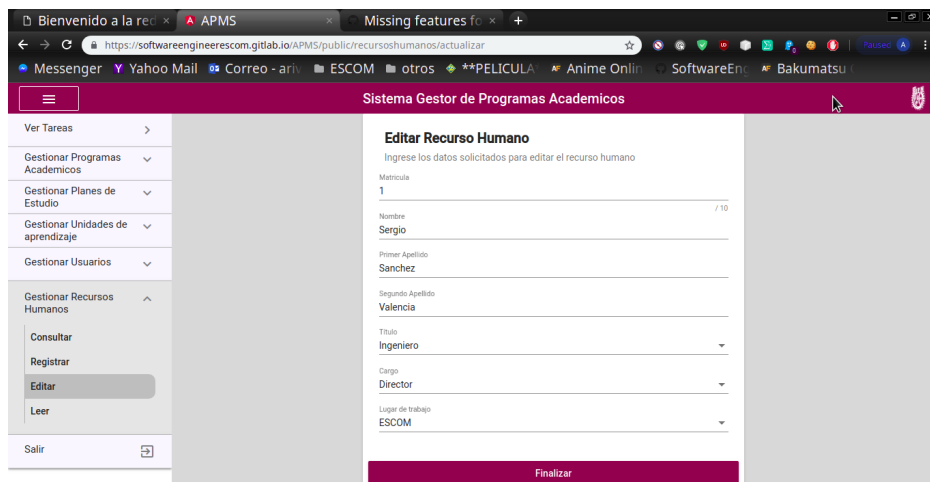 Bienvenido a la red
APMS
Missing features fo
https://softwareengineerescom.gitlab.io/APMS/public/recursoshumanos/actualizar
Paused A
Messenger Yahoo Mail Correo - ariv ESCOM otros **PELICULA Anime Onlin SoftwareEng Bakumatsu
Sistema Gestor de Programas Academicos
Ver Tareas
Gestionar Programas
Academicos
Gestionar Planes de
Estudio
Gestionar Unidades de
aprendizaje
Gestionar Usuarios
Gestionar Recursos
Humanos
Consultar
Registrar
Editar
Leer
Salir
Editar Recurso Humano
Ingrese los datos solicitados para editar el recurso humano
Matricula
1
/ 10
Nombre
Sergio
Primer Apellido
Sanchez
Segundo Apellido
Valencia
Título
Ingeniero
Cargo
Director
Lugar de trabajo
ESCOM
Finalizar